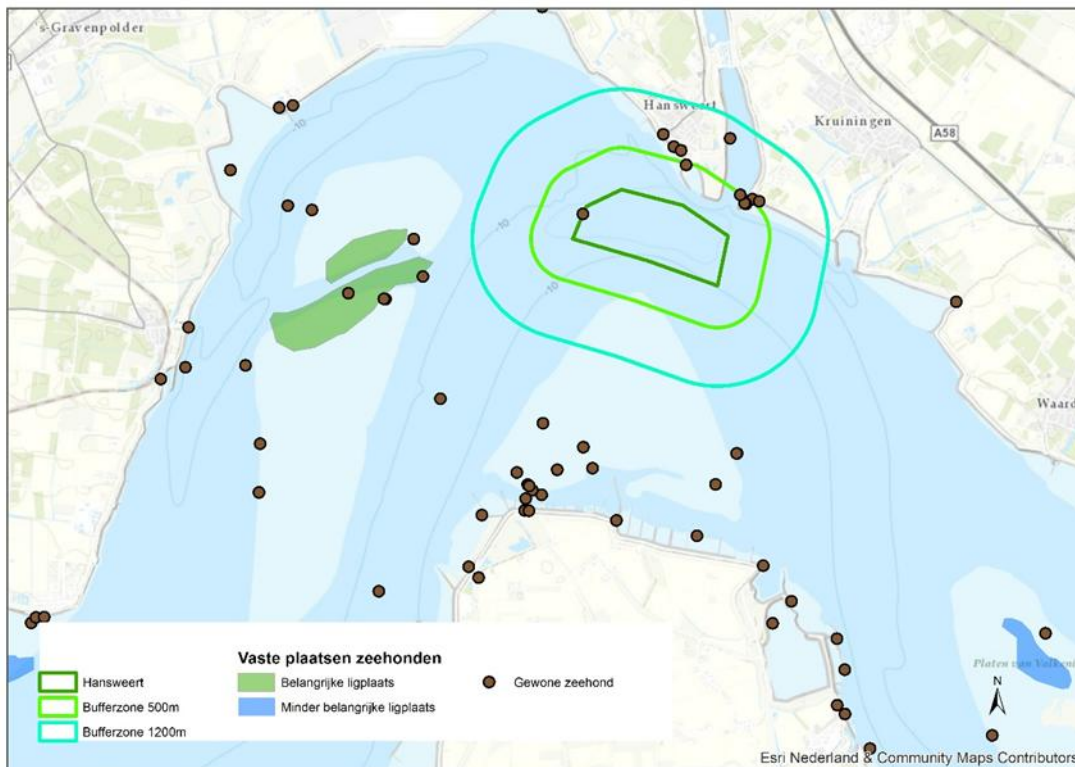 's-Gravenpolder
Hansweert
Kruiningen
A58
-10
-10
-10
Waard
Platen van Valkeni
N
Vaste plaatsen zeehonden
Hansweert
Belangrijke ligplaats
Gewone zeehond
Bufferzone 500m
Minder belangrijke ligplaats
Bufferzone 1200m
Esri Nederland & Community Maps Contributors